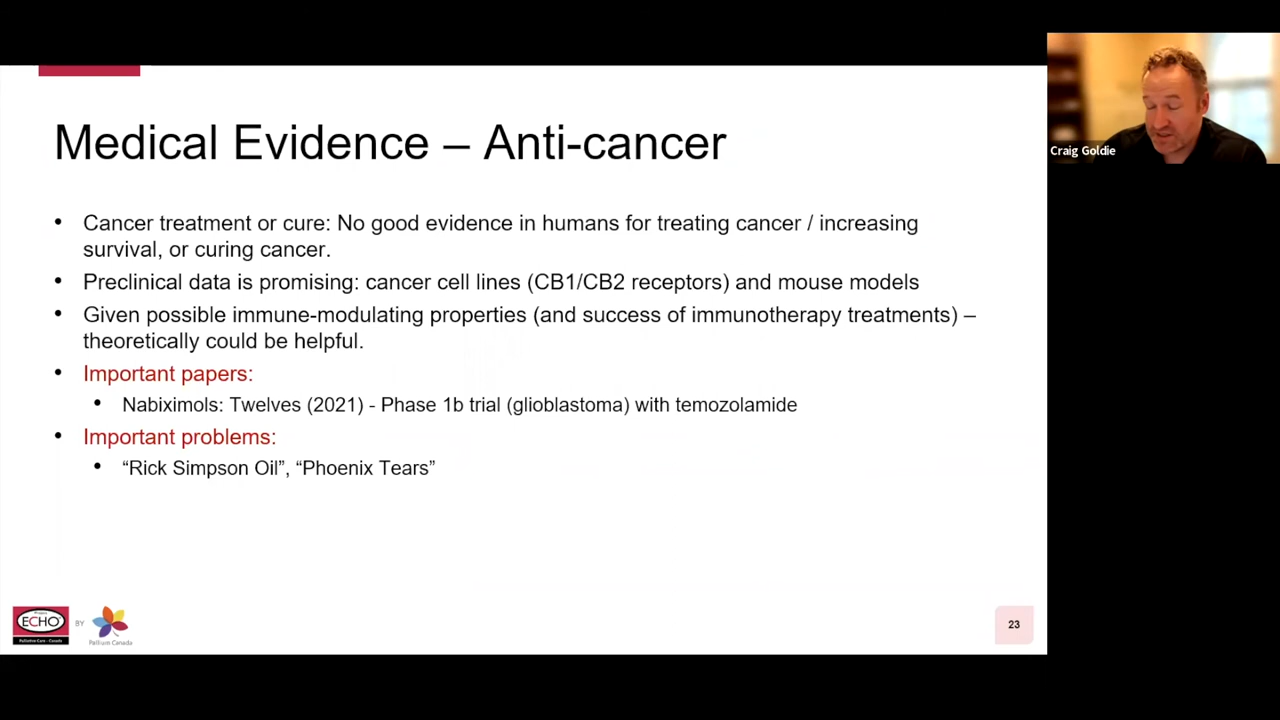 Medical Evidence – Anti-cancer
• Cancer treatment or cure: No good evidence in humans for treating cancer / increasing
survival, or curing cancer.
• Preclinical data is promising: cancer cell lines (CB1/CB2 receptors) and mouse models
• Given possible immune-modulating properties (and success of immunotherapy treatments) –
theoretically could be helpful.
• Important papers:
• Nabiximols: Twelves (2021) - Phase 1b trial (glioblastoma) with temozolamide
• Important problems:
• “Rick Simpson Oil”, “Phoenix Tears”
Craig Goldie
ECHO
Palliative Care - Canada
BY
Pallium Canada
23